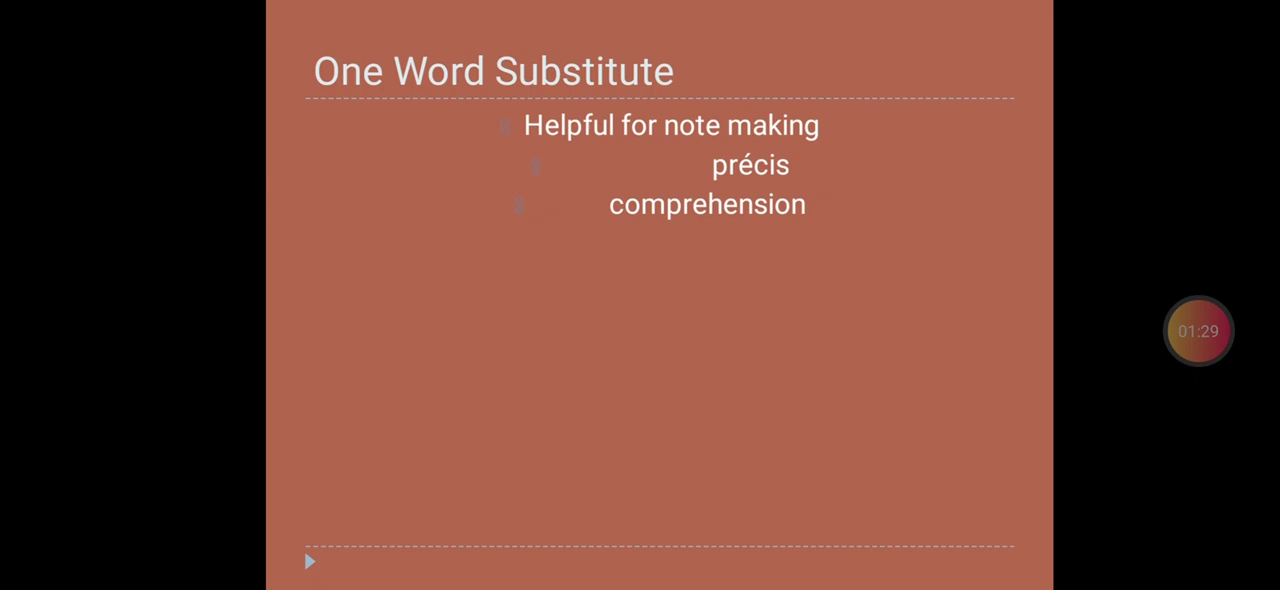 One Word Substitute
Helpful for note making
précis
comprehension
01:29